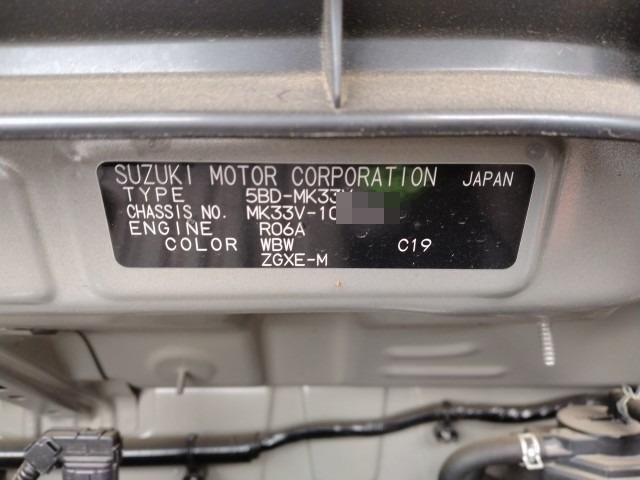 SUZUKI MOTOR CORPORATION JAPAN
TYPE 5BD-MK33V
CHASSIS NO. MK33V-10
ENGINE R06A
COLOR WBW C19
ZGXE-M